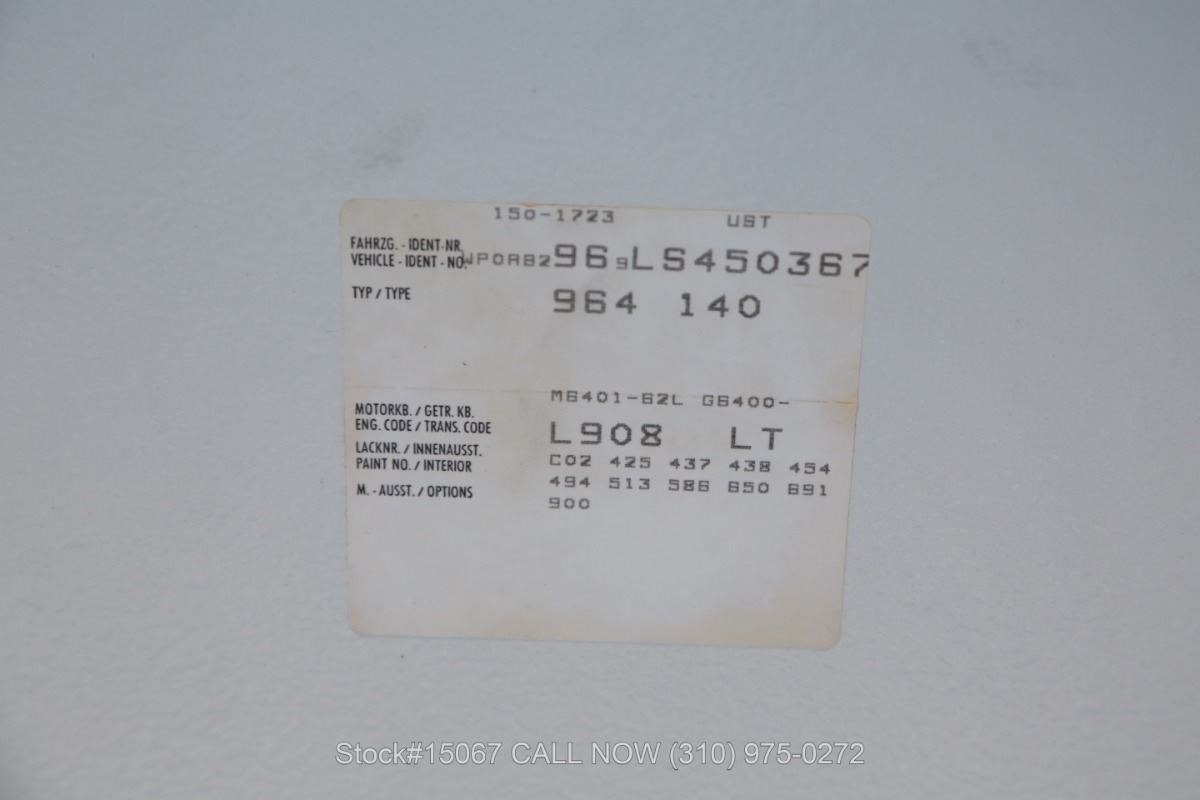 150-1723 UST
FAHRZG. - IDENT-NR.
VEHICLE - IDENT - NO. WP0AB296 9LS450367
TYP / TYPE 964 140
M6401-62L G6400-
MOTORKB. / GETR. KB.
ENG. CODE / TRANS. CODE
L908 LT
LACKNR. / INNENAUSST.
PAINT NO. / INTERIOR
C02 425 437 438 454
M. - AUSST. / OPTIONS
494 513 586 650 691
900
Stock#15067 CALL NOW (310) 975-0272